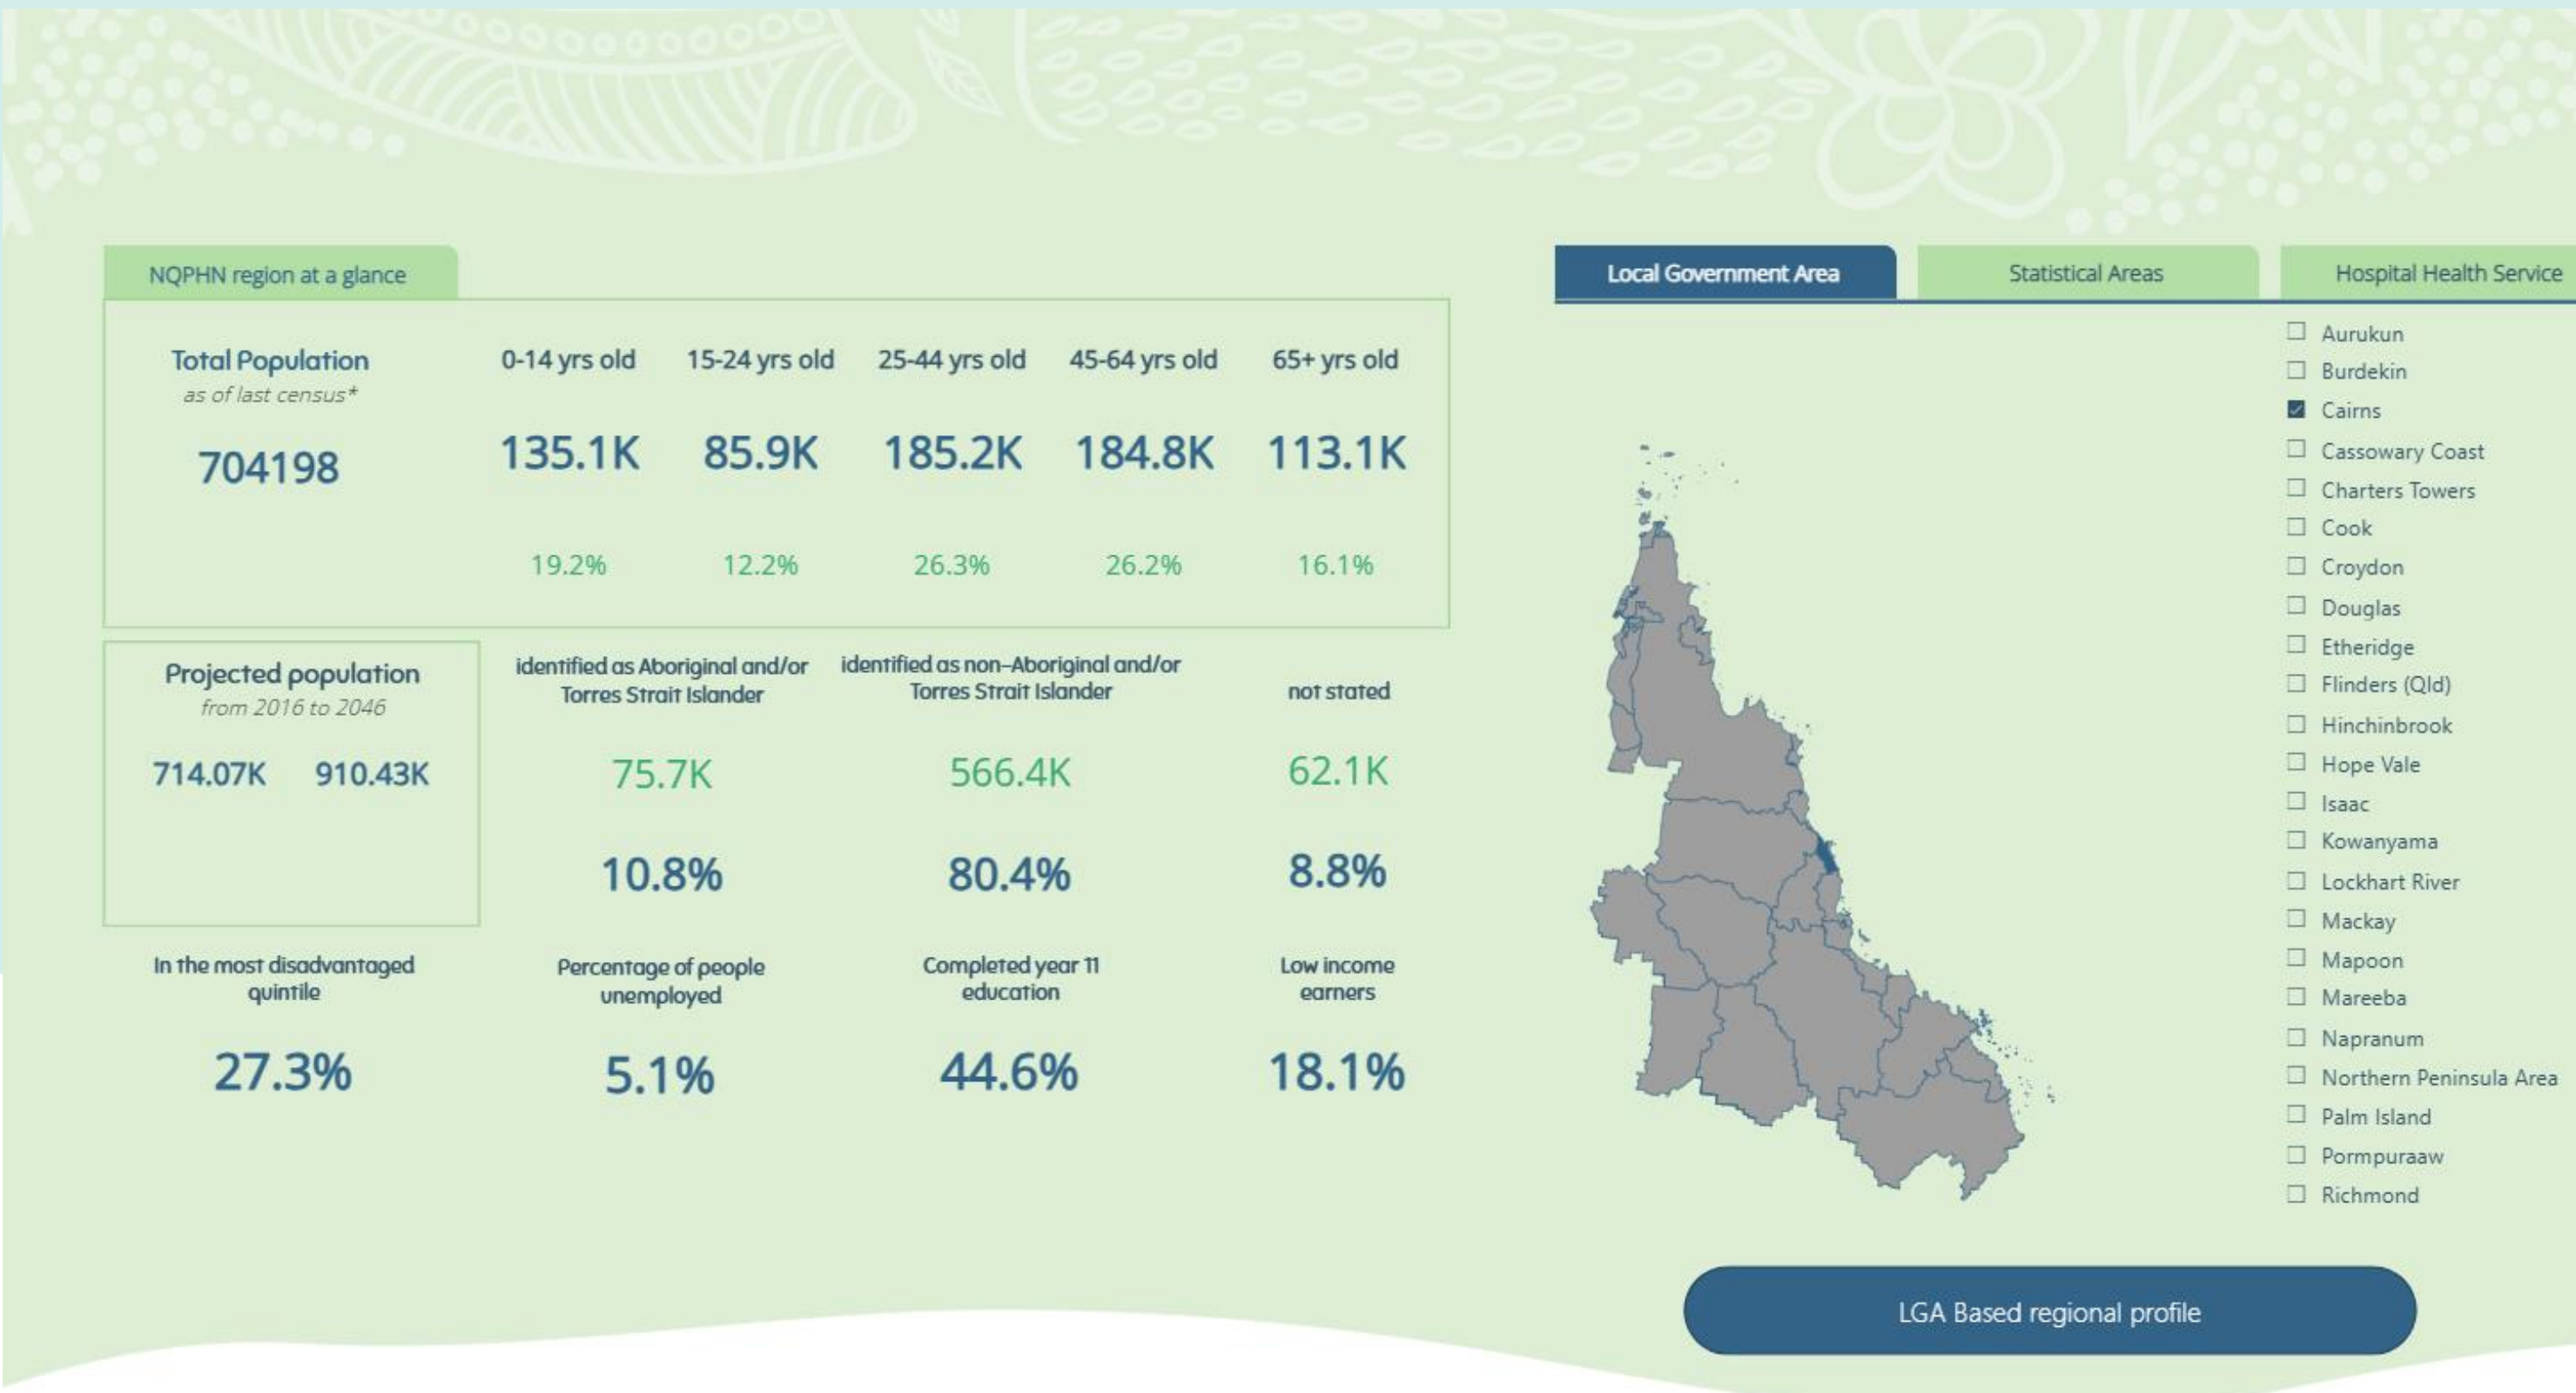 NQPHN region at a glance
Total Population
as of last census*
704198
0-14 yrs old 15-24 yrs old 25-44 yrs old 45-64 yrs old 65+ yrs old
135.1K 85.9K 185.2K 184.8K 113.1K
19.2% 12.2% 26.3% 26.2% 16.1%
Projected population
from 2016 to 2046
714.07K 910.43K
identified as Aboriginal and/or
Torres Strait Islander
75.7K
10.8%
identified as non-Aboriginal and/or
Torres Strait Islander
566.4K
80.4%
not stated
62.1K
8.8%
In the most disadvantaged
quintile
27.3%
Percentage of people
unemployed
5.1%
Completed year 11
education
44.6%
Low income
earners
18.1%
Local Government Area
Statistical Areas
Hospital Health Service
Aurukun
Burdekin
Cairns
Cassowary Coast
Charters Towers
Cook
Croydon
Douglas
Etheridge
Flinders (Qld)
Hinchinbrook
Hope Vale
Isaac
Kowanyama
Lockhart River
Mackay
Mapoon
Mareeba
Napranum
Northern Peninsula Area
Palm Island
Pormpuraaw
Richmond
LGA Based regional profile